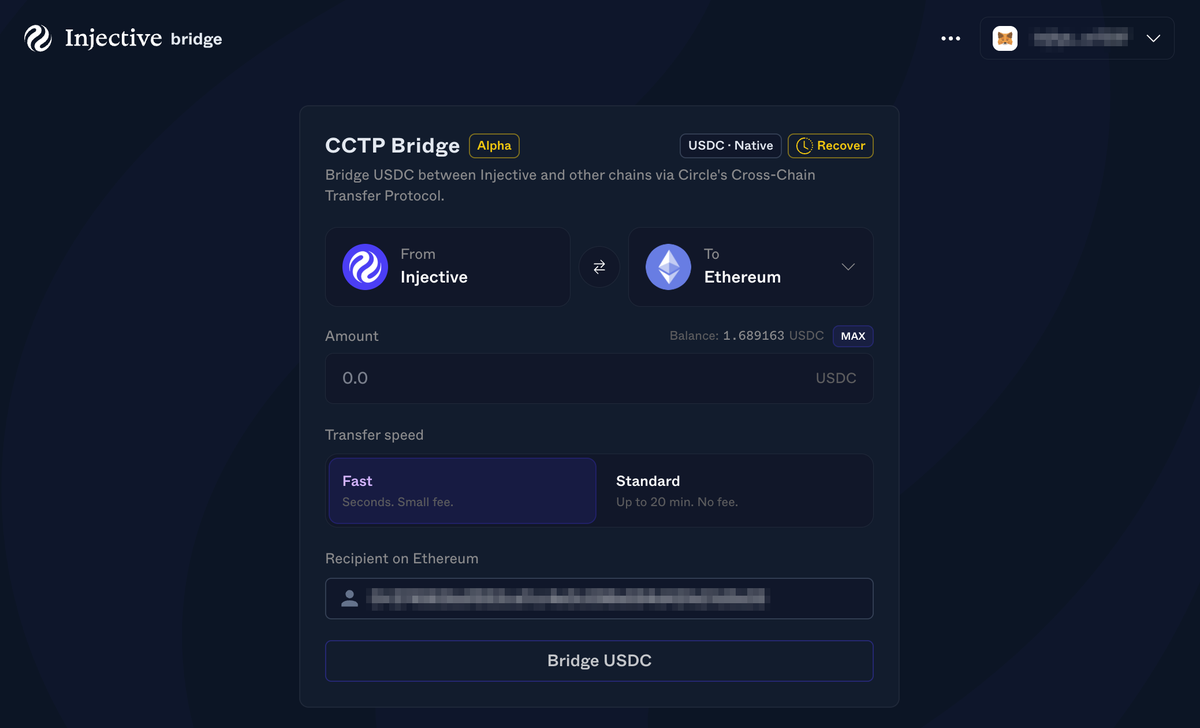 Injective bridge
CCTP Bridge Alpha USDC · Native Recover
Bridge USDC between Injective and other chains via Circle's Cross-Chain
Transfer Protocol.
From
Injective
To
Ethereum
Amount Balance: 1.689163 USDC MAX
0.0 USDC
Transfer speed
Fast
Seconds. Small fee.
Standard
Up to 20 min. No fee.
Recipient on Ethereum
Bridge USDC